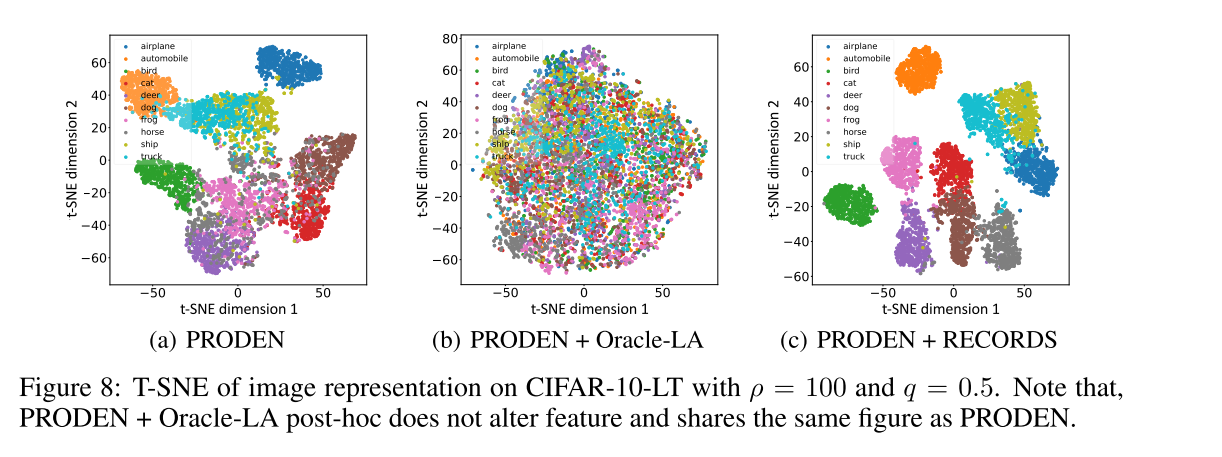 80
60
40
20
0
−20
−40
−60
t-SNE dimension 2
airplane
automobile
bird
cat
deer
dog
frog
horse
ship
truck
−50
0
50
t-SNE dimension 1
(a) PRODEN
80
60
40
20
0
−20
−40
−60
t-SNE dimension 2
airplane
automobile
bird
cat
deer
dog
frog
horse
ship
truck
−50
0
50
t-SNE dimension 1
(b) PRODEN + Oracle-LA
60
40
20
0
−20
−40
−60
t-SNE dimension 2
airplane
automobile
bird
cat
deer
dog
frog
horse
ship
truck
−50
0
50
t-SNE dimension 1
(c) PRODEN + RECORDS
Figure 8: T-SNE of image representation on CIFAR-10-LT with ρ = 100 and q = 0.5. Note that,
PRODEN + Oracle-LA post-hoc does not alter feature and shares the same figure as PRODEN.